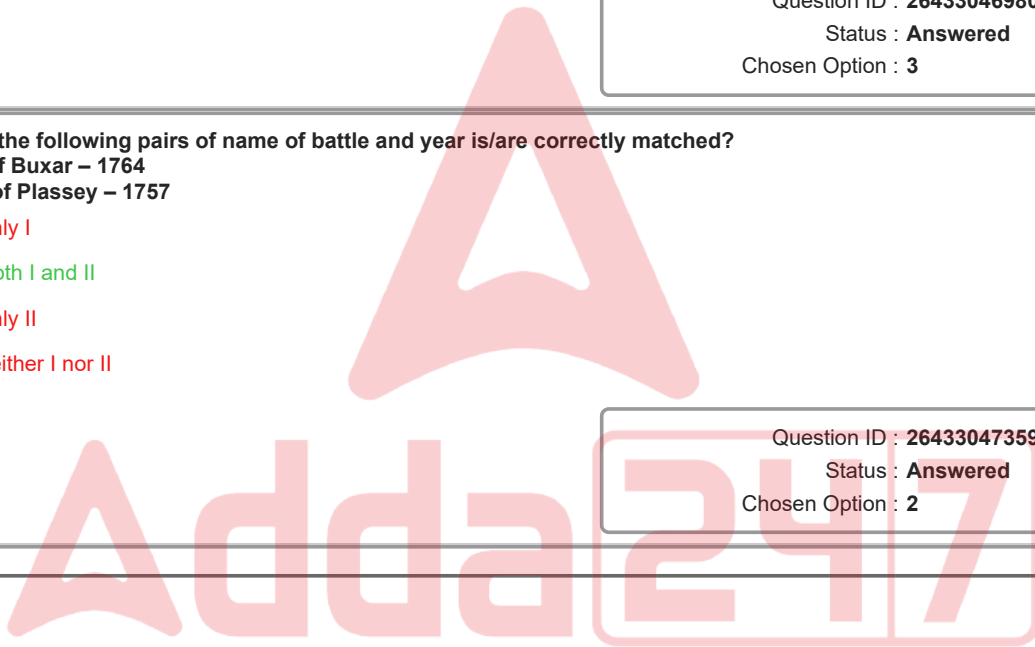 Question ID : 26433046980
Status : Answered
Chosen Option : 3
the following pairs of name of battle and year is/are correctly matched?
f Buxar – 1764
of Plassey – 1757
ly I
oth I and II
ly II
either I nor II
Question ID : 26433047359
Status : Answered
Chosen Option : 2
Adda247